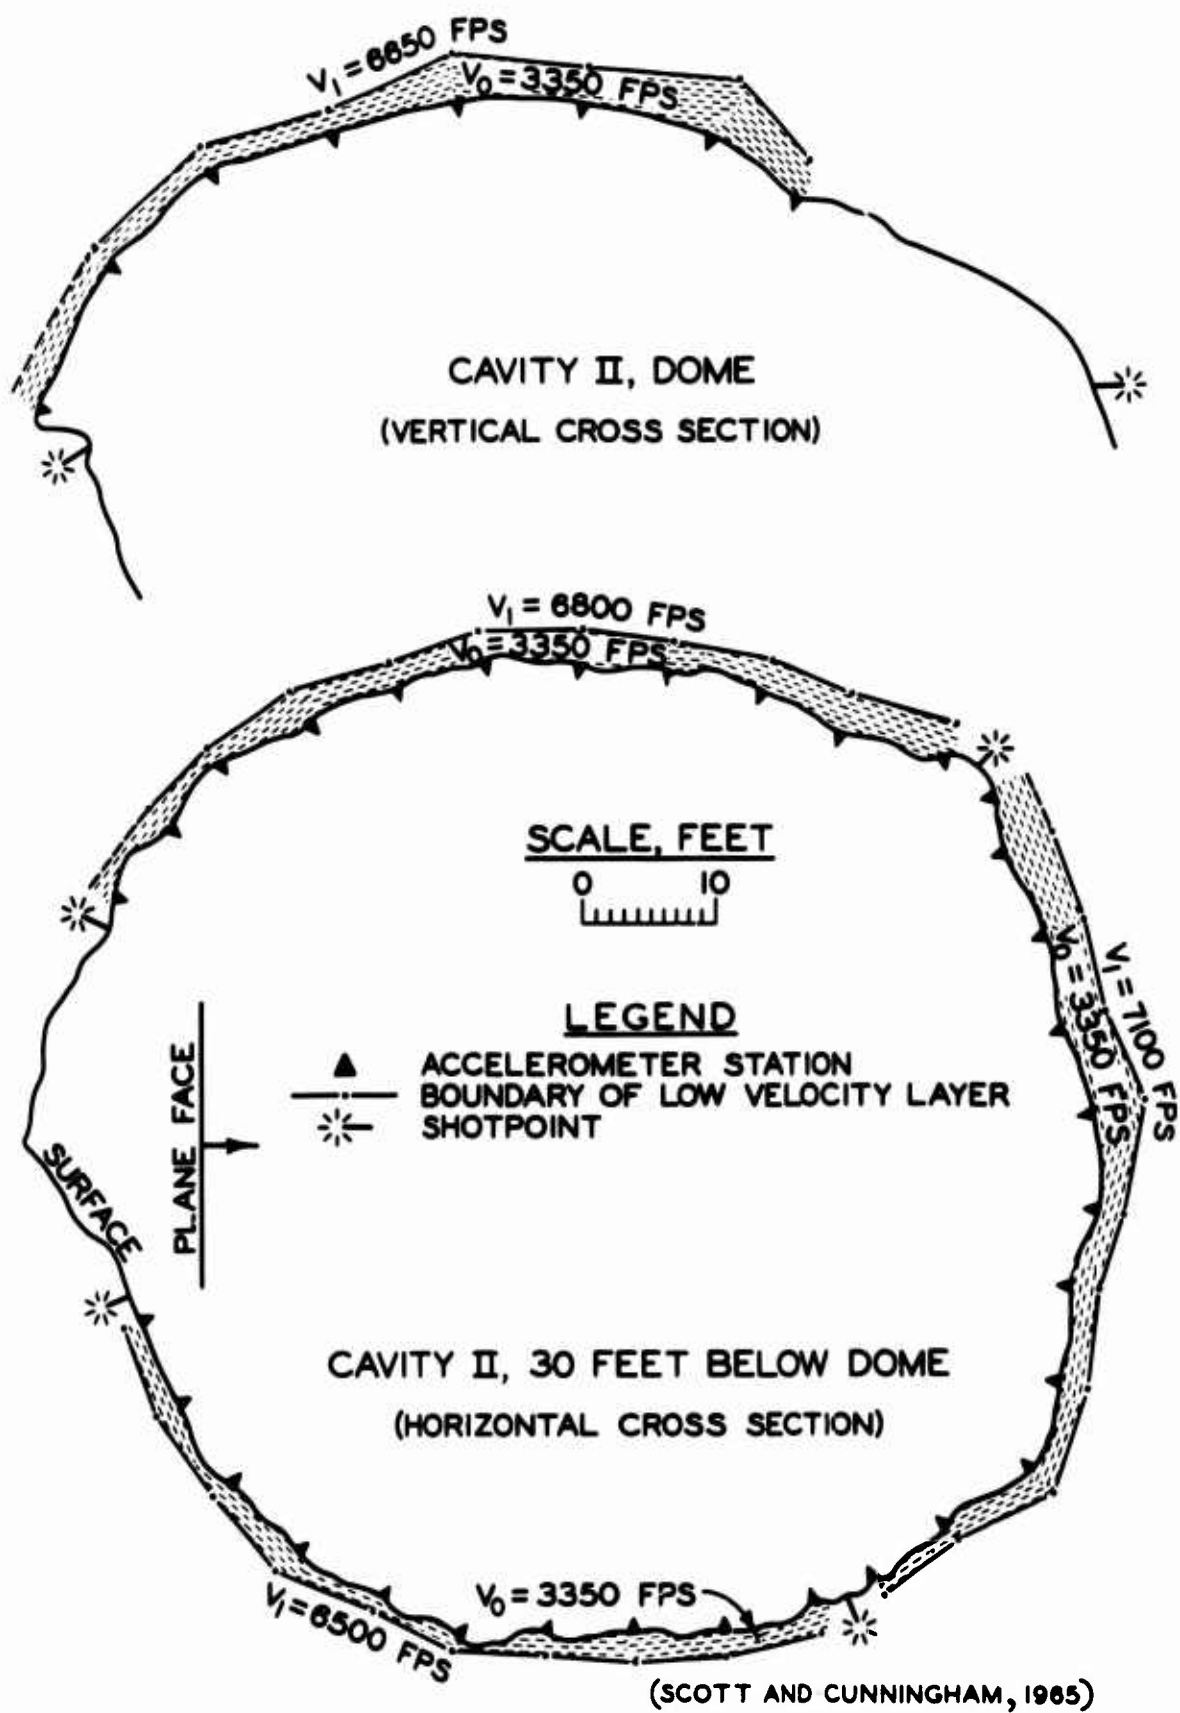 V₁ = 6650 FPS
V₀ = 3350 FPS
CAVITY II, DOME
(VERTICAL CROSS SECTION)
V₁ = 6800 FPS
V₀ = 3350 FPS
SCALE, FEET
0 10
LEGEND
ACCELEROMETER STATION
BOUNDARY OF LOW VELOCITY LAYER
SHOTPOINT
PLANE FACE
SURFACE
V₀ = 3350 FPS
V₁ = 7100 FPS
CAVITY II, 30 FEET BELOW DOME
(HORIZONTAL CROSS SECTION)
V₀ = 3350 FPS
V₁ = 6500 FPS
(SCOTT AND CUNNINGHAM, 1965)